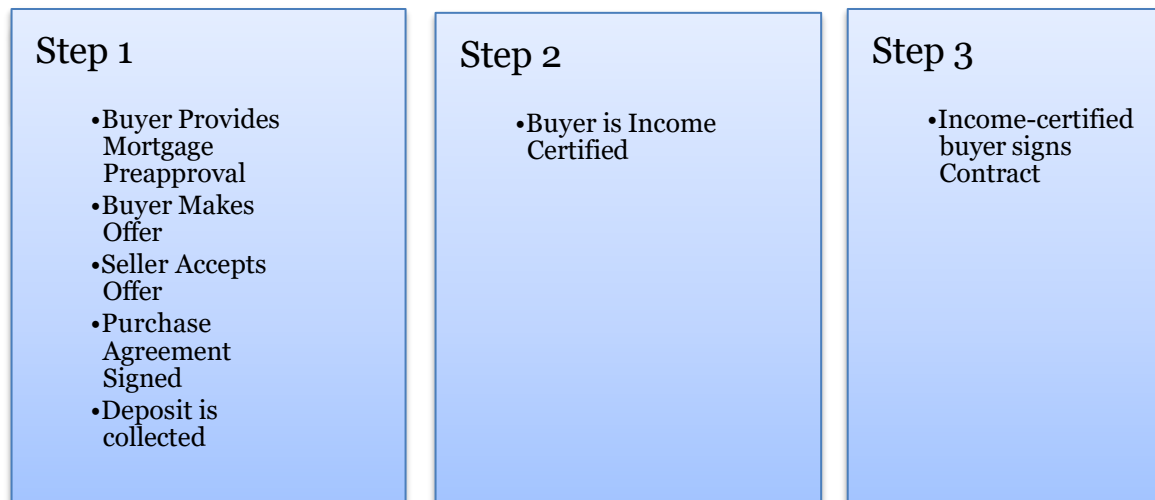 Step 1
•Buyer Provides
Mortgage
Preapproval
•Buyer Makes
Offer
•Seller Accepts
Offer
•Purchase
Agreement
Signed
•Deposit is
collected
Step 2
•Buyer is Income
Certified
Step 3
•Income-certified
buyer signs
Contract